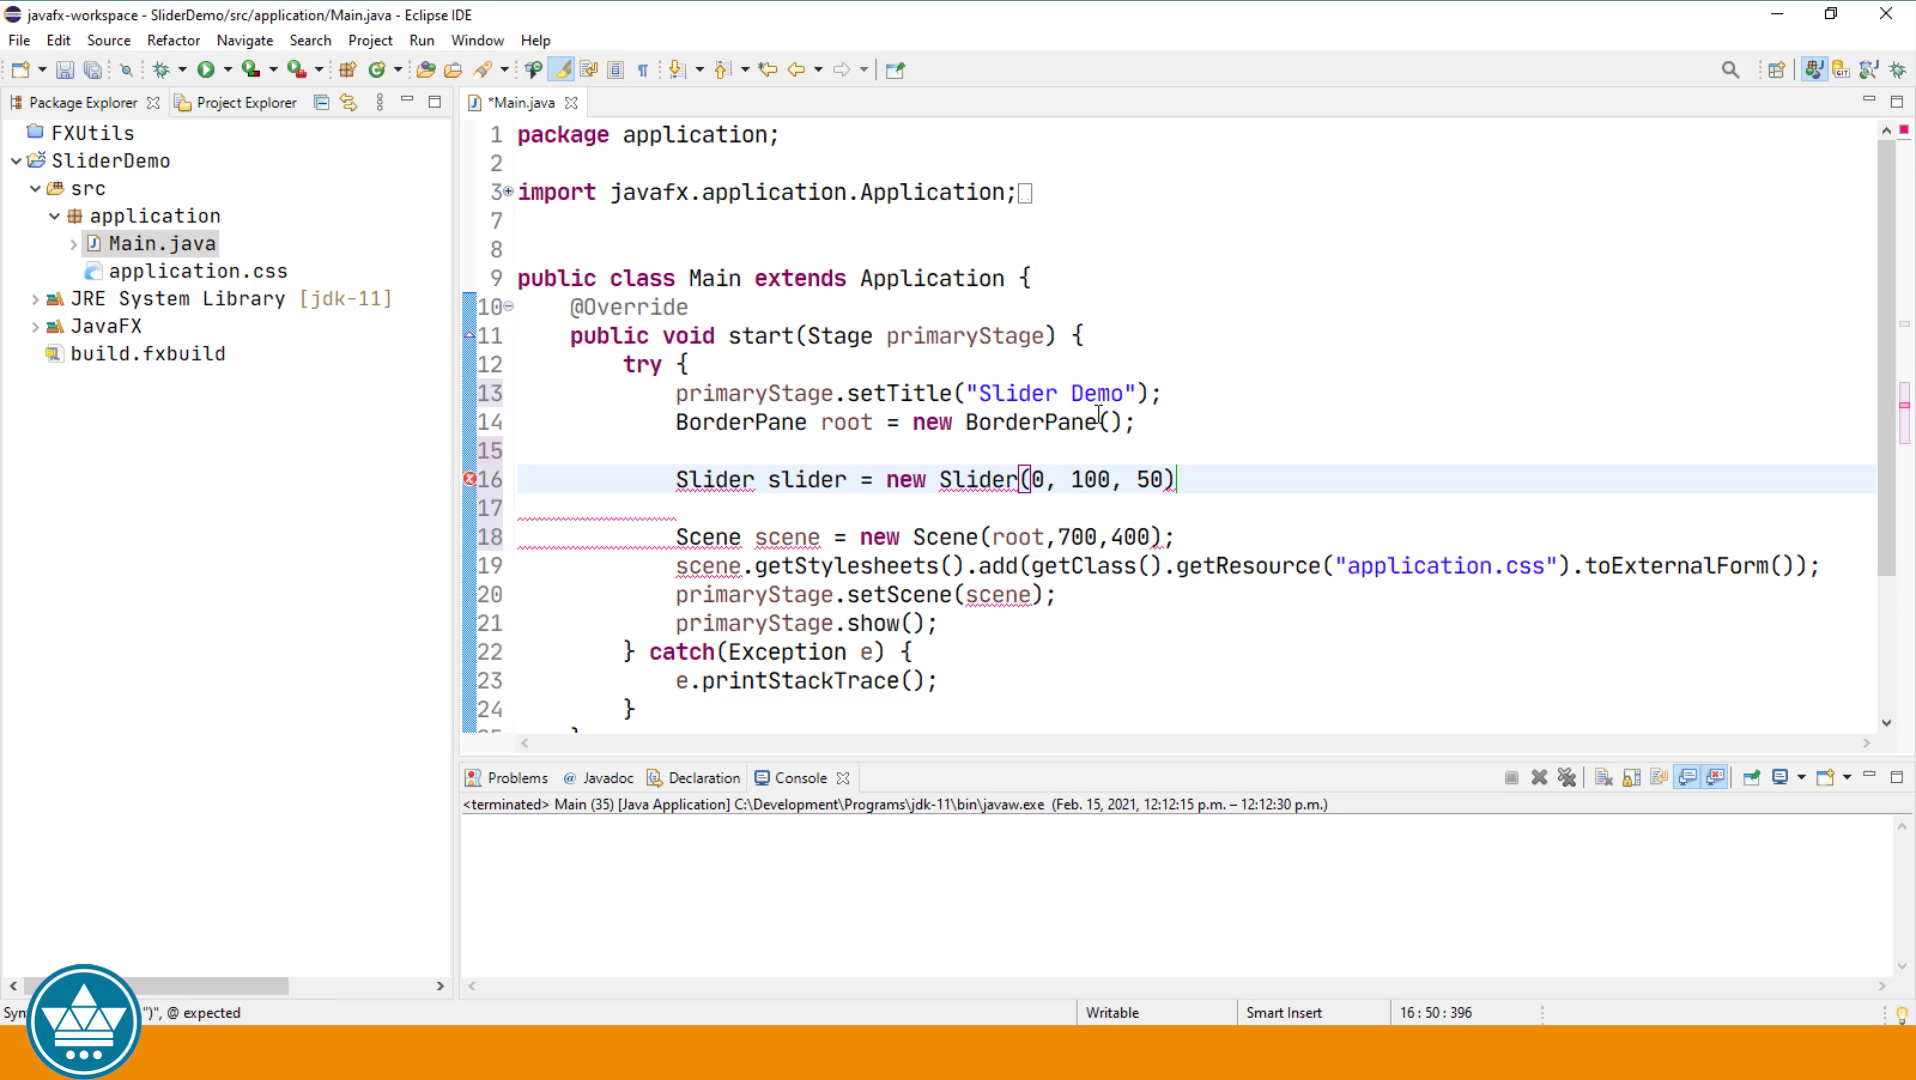 javafx-workspace - SliderDemo/src/application/Main.java - Eclipse IDE
File Edit Source Refactor Navigate Search Project Run Window Help
Package Explorer Project Explorer
*Main.java
FXUtils
SliderDemo
src
application
Main.java
application.css
JRE System Library [jdk-11]
JavaFX
build.fxbuild
1 package application;
2
3 import javafx.application.Application;
7
8
9 public class Main extends Application {
10 @Override
11 public void start(Stage primaryStage) {
12 try {
13 primaryStage.setTitle("Slider Demo");
14 BorderPane root = new BorderPane();
15
16 Slider slider = new Slider(0, 100, 50)
17
18 Scene scene = new Scene(root,700,400);
19 scene.getStylesheets().add(getClass().getResource("application.css").toExternalForm());
20 primaryStage.setScene(scene);
21 primaryStage.show();
22 } catch(Exception e) {
23 e.printStackTrace();
24 }
Problems @ Javadoc Declaration Console
<terminated> Main (35) [Java Application] C:\Development\Programs\jdk-11\bin\javaw.exe (Feb. 15, 2021, 12:12:15 p.m. – 12:12:30 p.m.)
")", @ expected
Writable
Smart Insert
16 : 50 : 396